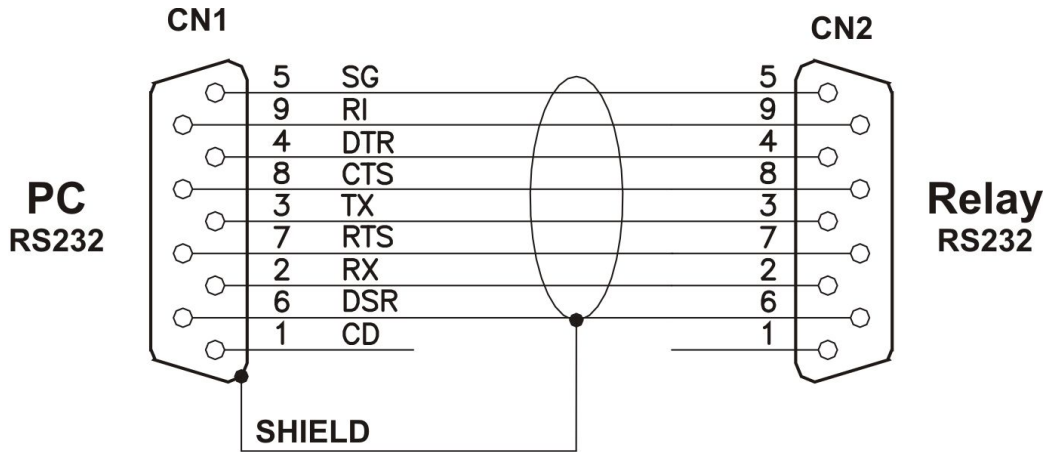 CN1
CN2
5 SG 5
9 RI 9
4 DTR 4
8 CTS 8
3 TX 3
7 RTS 7
2 RX 2
6 DSR 6
1 CD 1
PC
RS232
Relay
RS232
SHIELD